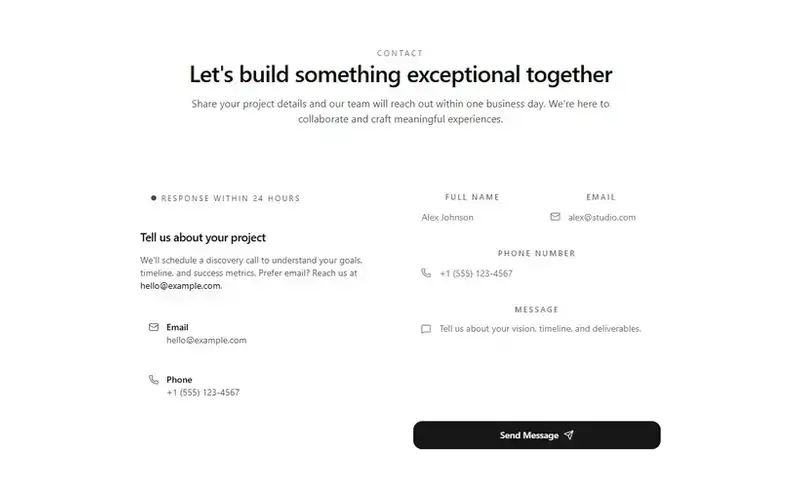 CONTACT
Let's build something exceptional together
Share your project details and our team will reach out within one business day. We're here to
collaborate and craft meaningful experiences.
RESPONSE WITHIN 24 HOURS
Tell us about your project
We'll schedule a discovery call to understand your goals,
timeline, and success metrics. Prefer email? Reach us at
hello@example.com.
Email
hello@example.com
Phone
+1 (555) 123-4567
FULL NAME
Alex Johnson
EMAIL
alex@studio.com
PHONE NUMBER
+1 (555) 123-4567
MESSAGE
Tell us about your vision, timeline, and deliverables.
Send Message